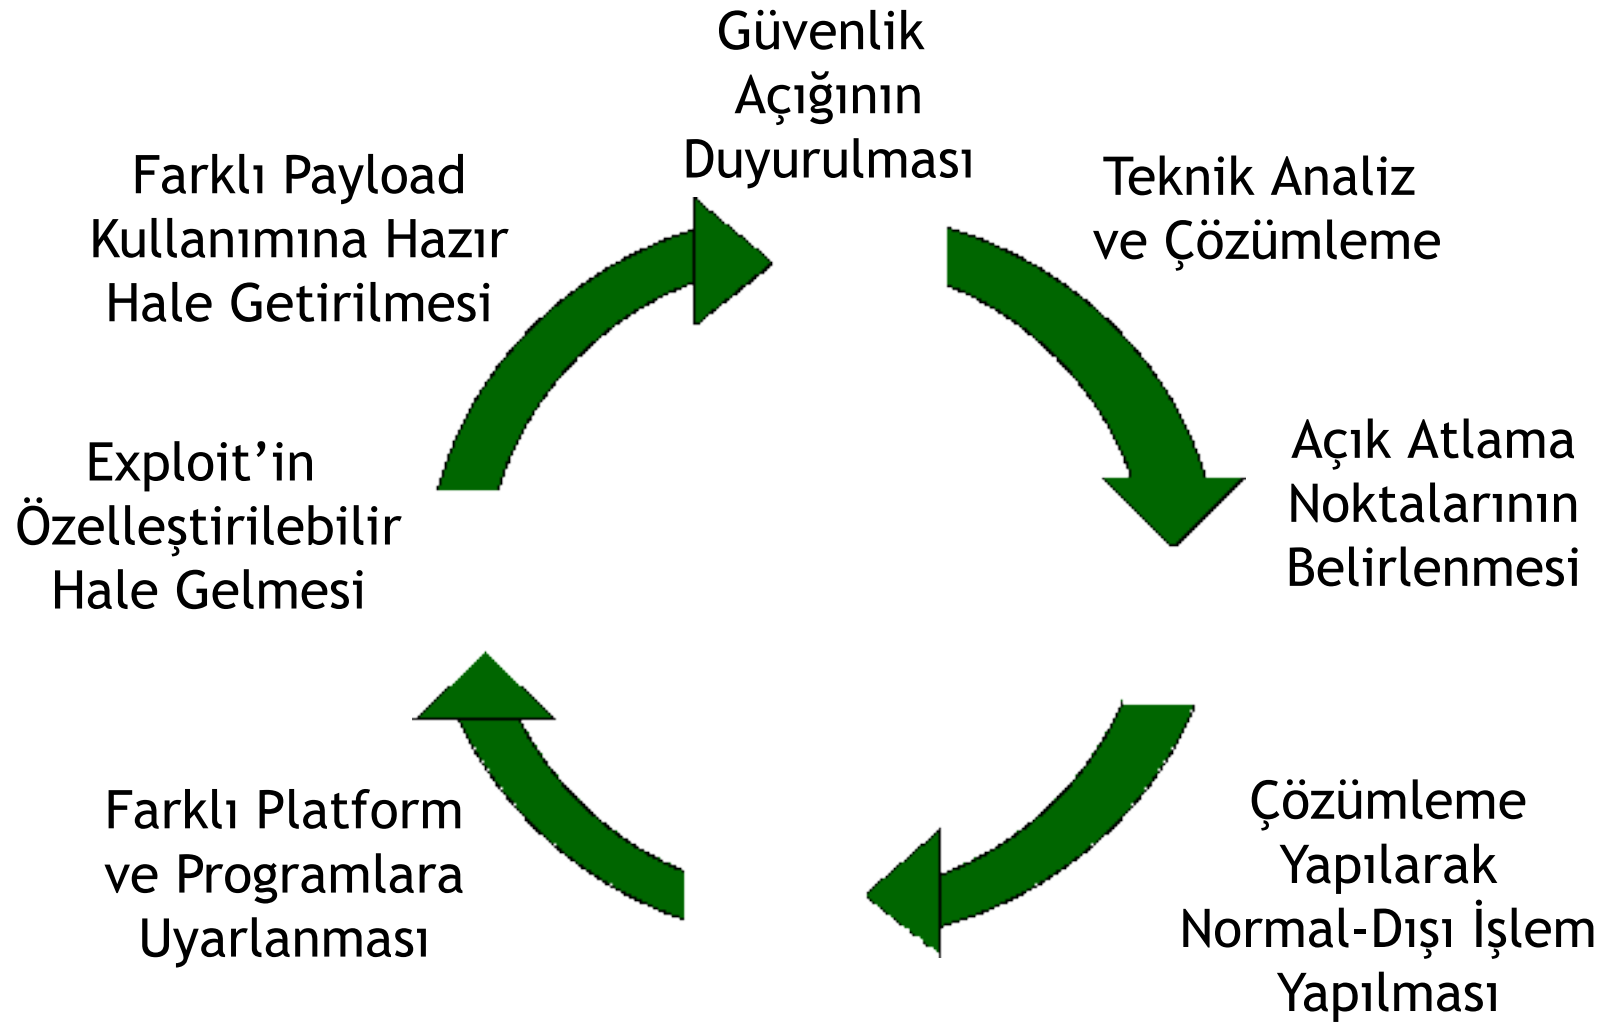 Güvenlik
Açığının
Duyurulması
Teknik Analiz
ve Çözümleme
Açık Atlama
Noktalarının
Belirlenmesi
Çözümleme
Yapılarak
Normal-Dışı İşlem
Yapılması
Farklı Platform
ve Programlara
Uyarlanması
Exploit’in
Özelleştirilebilir
Hale Gelmesi
Farklı Payload
Kullanımına Hazır
Hale Getirilmesi